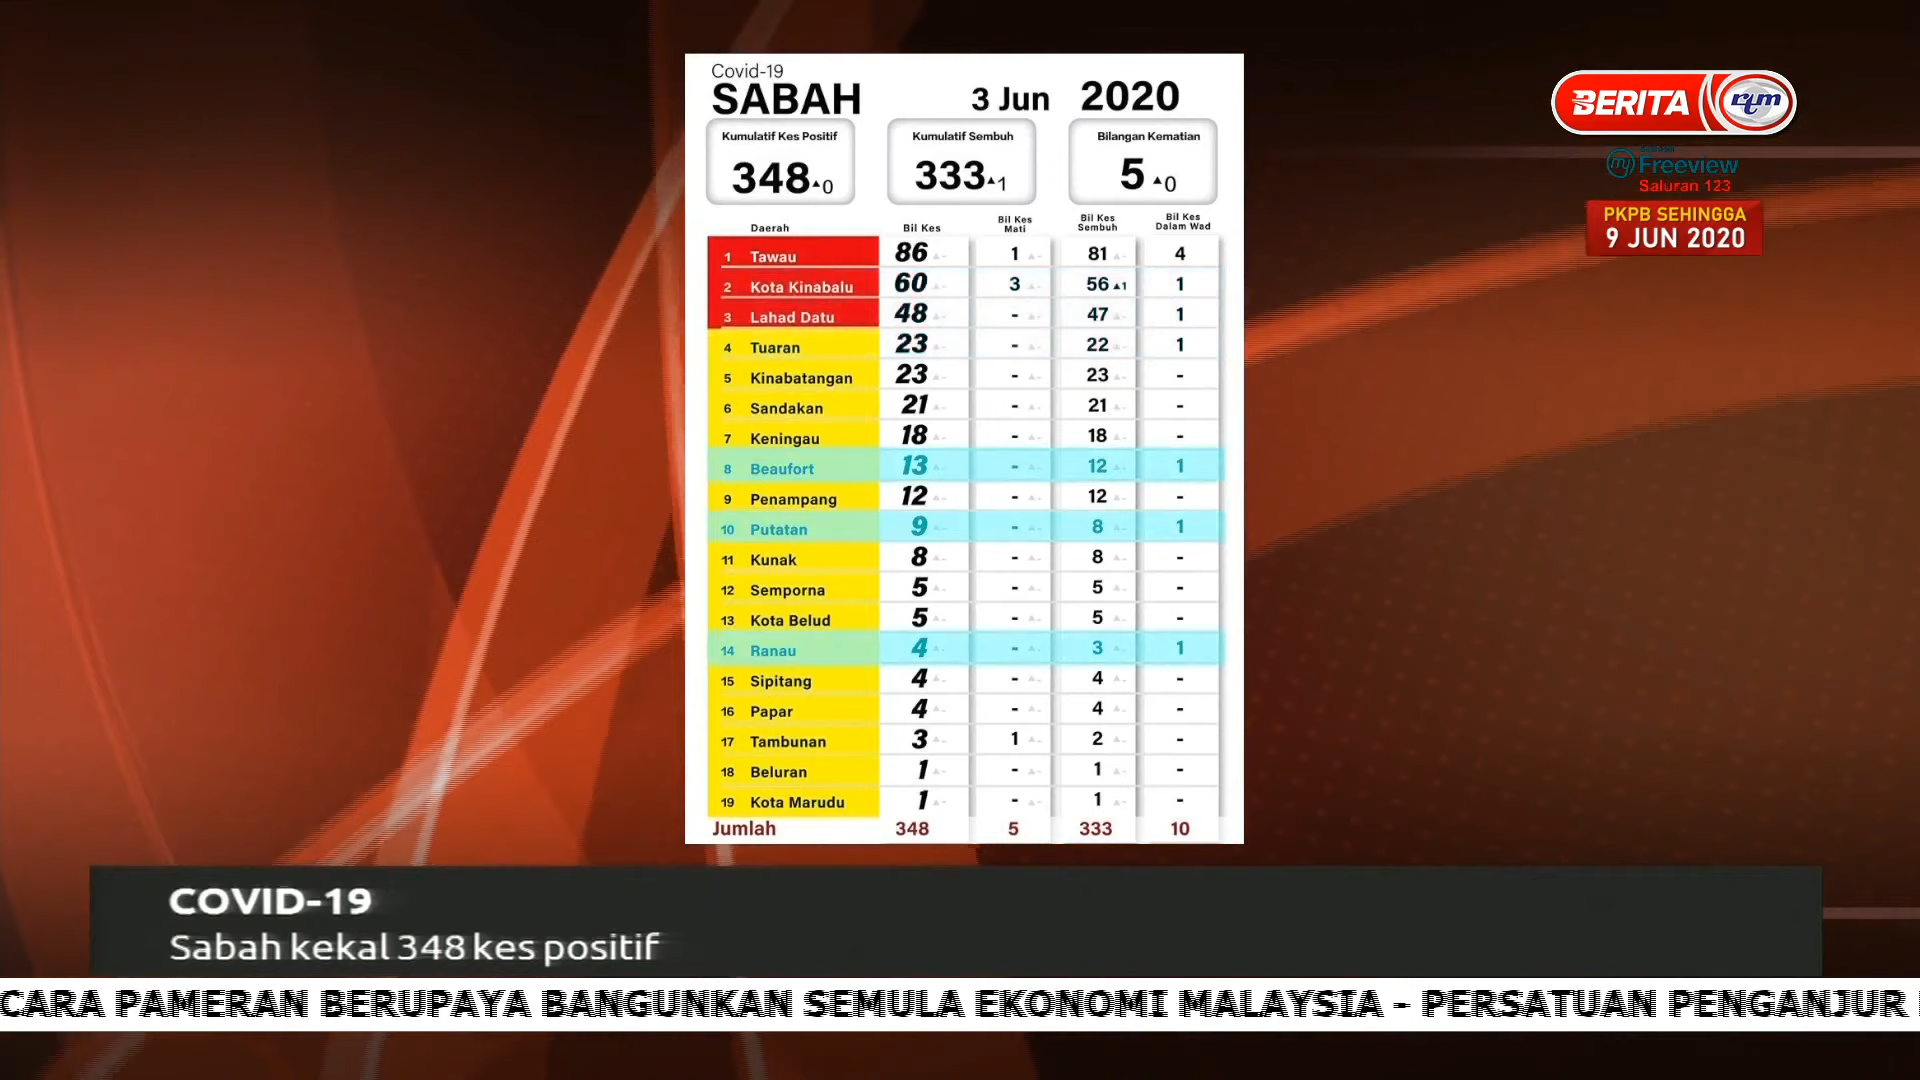 Covid-19
SABAH 3 Jun 2020
Kumulatif Kes Positif Kumulatif Sembuh Bilangan Kematian
348 ▲0 333 ▲1 5 ▲0
Daerah Bil Kes Bil Kes Mati Bil Kes Sembuh Bil Kes Dalam Wad
1 Tawau 86 ▲- 1 ▲- 81 ▲- 4
2 Kota Kinabalu 60 ▲- 3 ▲- 56 ▲1 1
3 Lahad Datu 48 ▲- - ▲- 47 ▲- 1
4 Tuaran 23 ▲- - ▲- 22 ▲- 1
5 Kinabatangan 23 ▲- - ▲- 23 ▲- -
6 Sandakan 21 ▲- - ▲- 21 ▲- -
7 Keningau 18 ▲- - ▲- 18 ▲- -
8 Beaufort 13 ▲- - ▲- 12 ▲- 1
9 Penampang 12 ▲- - ▲- 12 ▲- -
10 Putatan 9 ▲- - ▲- 8 ▲- 1
11 Kunak 8 ▲- - ▲- 8 ▲- -
12 Semporna 5 ▲- - ▲- 5 ▲- -
13 Kota Belud 5 ▲- - ▲- 5 ▲- -
14 Ranau 4 ▲- - ▲- 3 ▲- 1
15 Sipitang 4 ▲- - ▲- 4 ▲- -
16 Papar 4 ▲- - ▲- 4 ▲- -
17 Tambunan 3 ▲- 1 ▲- 2 ▲- -
18 Beluran 1 ▲- - ▲- 1 ▲- -
19 Kota Marudu 1 ▲- - ▲- 1 ▲- -
Jumlah 348 5 333 10
BERITA rtm
my Freeview
Saluran 123
PKPB SEHINGGA
9 JUN 2020
COVID-19
Sabah kekal 348 kes positif
CARA PAMERAN BERUPAYA BANGUNKAN SEMULA EKONOMI MALAYSIA - PERSATUAN PENGANJUR